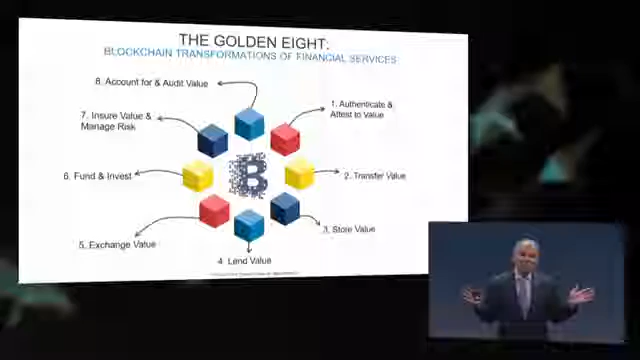 THE GOLDEN EIGHT:
BLOCKCHAIN TRANSFORMATIONS OF FINANCIAL SERVICES
8. Account for & Audit Value
1. Authenticate &
Attest to Value
7. Insure Value &
Manage Risk
6. Fund & Invest
2. Transfer Value
3. Store Value
5. Exchange Value
4. Lend Value